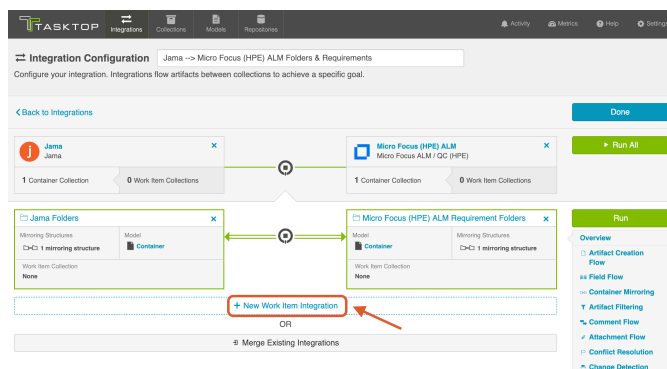 TASKTOP
Integrations
Collections
Models
Repositories
Activity
Metrics
Help
Settings
Integration Configuration
Jama --> Micro Focus (HPE) ALM Folders & Requirements
Configure your integration. Integrations flow artifacts between collections to achieve a specific goal.
Back to Integrations
Done
Jama
Jama
1 Container Collection
0 Work Item Collections
Micro Focus (HPE) ALM
Micro Focus ALM / QC (HPE)
1 Container Collection
0 Work Item Collections
Run All
Jama Folders
Mirroring Structures
1 mirroring structure
Model
Container
Work Item Collection
None
Micro Focus (HPE) ALM Requirement Folders
Model
Container
Mirroring Structures
1 mirroring structure
Work Item Collection
None
Run
Overview
Artifact Creation
Flow
Field Flow
Container Mirroring
Artifact Filtering
Comment Flow
Attachment Flow
Conflict Resolution
Change Detection
+ New Work Item Integration
OR
Merge Existing Integrations